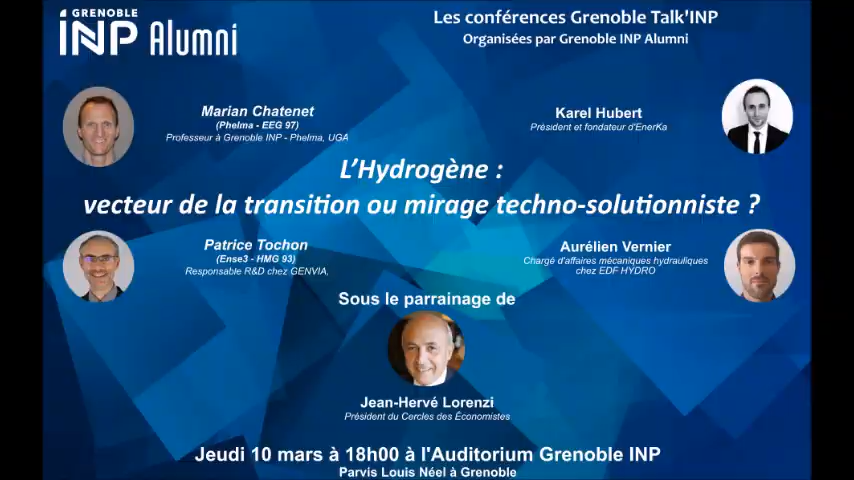 GRENOBLE
INP Alumni
Les conférences Grenoble Talk'INP
Organisées par Grenoble INP Alumni
Marian Chatenet
(Phelma - EEG 97)
Professeur à Grenoble INP - Phelma, UGA
Karel Hubert
Président et fondateur d'EnerKa
L'Hydrogène :
vecteur de la transition ou mirage techno-solutionniste ?
Patrice Tochon
(Ense3 - HMG 93)
Responsable R&D chez GENVIA,
Aurélien Vernier
Chargé d'affaires mécaniques hydrauliques
chez EDF HYDRO
Sous le parrainage de
Jean-Hervé Lorenzi
Président du Cercles des Économistes
Jeudi 10 mars à 18h00 à l'Auditorium Grenoble INP
Parvis Louis Néel à Grenoble